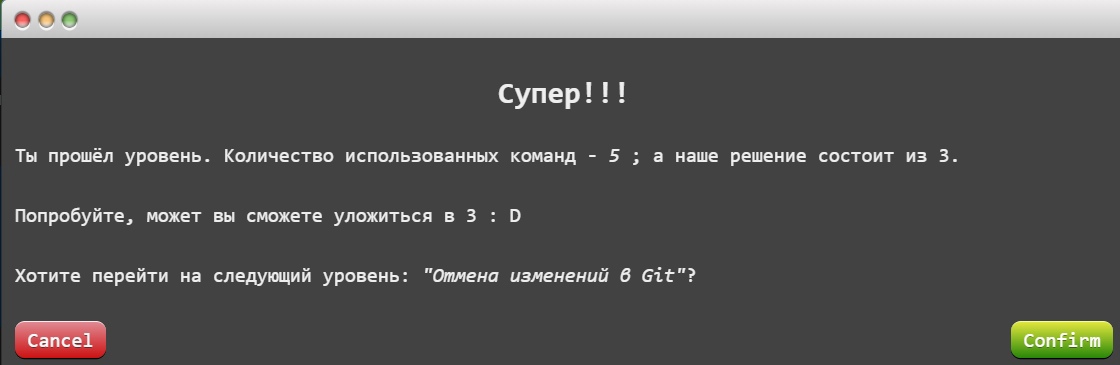 Супер!!!
Ты прошёл уровень. Количество использованных команд - 5 ; а наше решение состоит из 3.
Попробуйте, может вы сможете уложиться в 3 : D
Хотите перейти на следующий уровень: "Отмена изменений в Git"?
Cancel
Confirm